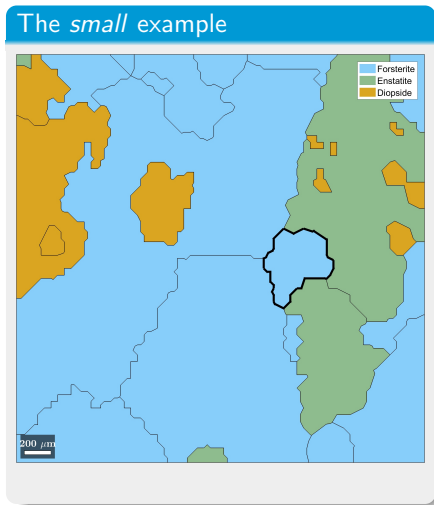 The small example
Forsterite
Enstatite
Diopside
200 μm